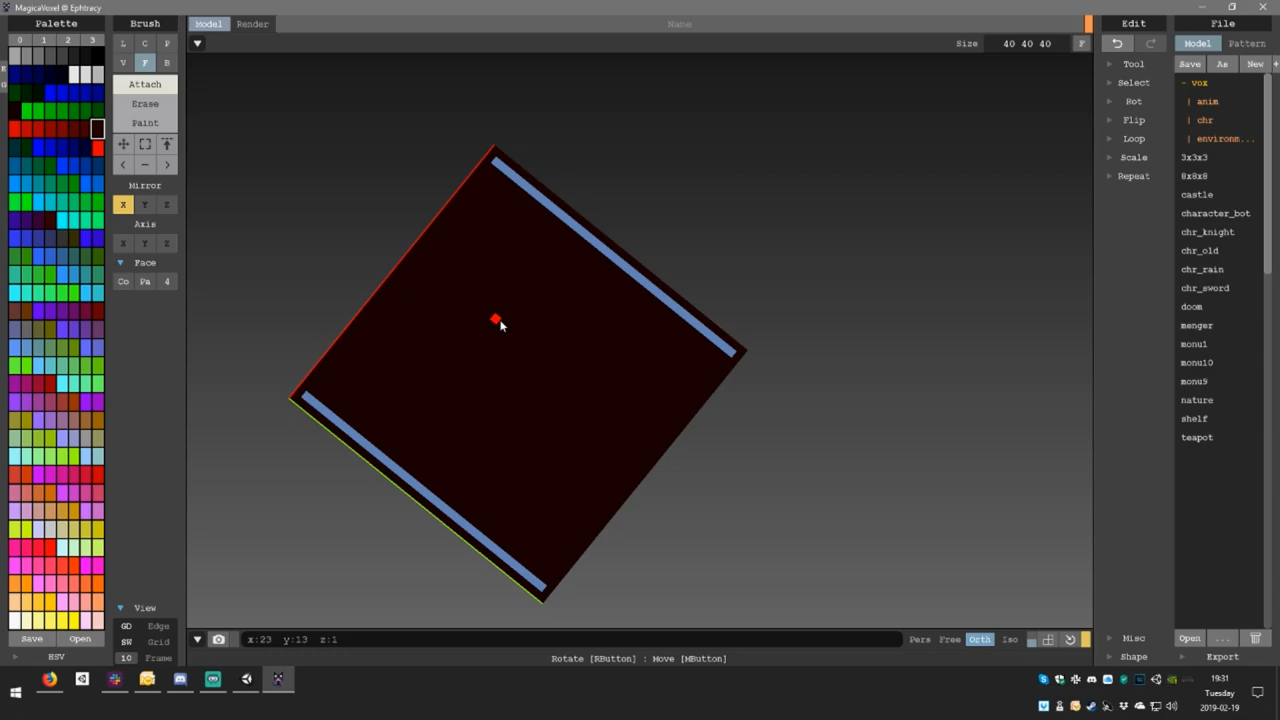 MagicaVoxel @ Ephtracy
Palette
Brush
Model
Render
Name
Edit
File
0 1 2 3
L C P
Size 40 40 40 F
Model Pattern
V F B
Tool
Save As New +
Attach
Select
- vox
Erase
Rot
| anim
Paint
Flip
| chr
Loop
| environm...
< - >
Scale
3x3x3
Mirror
Repeat
8x8x8
X Y Z
castle
Axis
character_bot
X Y Z
chr_knight
Face
chr_old
Co Pa 4
chr_rain
chr_sword
doom
menger
monu1
monu10
monu9
nature
shelf
teapot
View
GD Edge
SW Grid
10 Frame
Save Open
HSV
x:23 y:13 z:1
Pers Free Orth Iso
Rotate [RButton] : Move [MButton]
Misc
Shape
Open ...
Export
19:31
Tuesday
2019-02-19